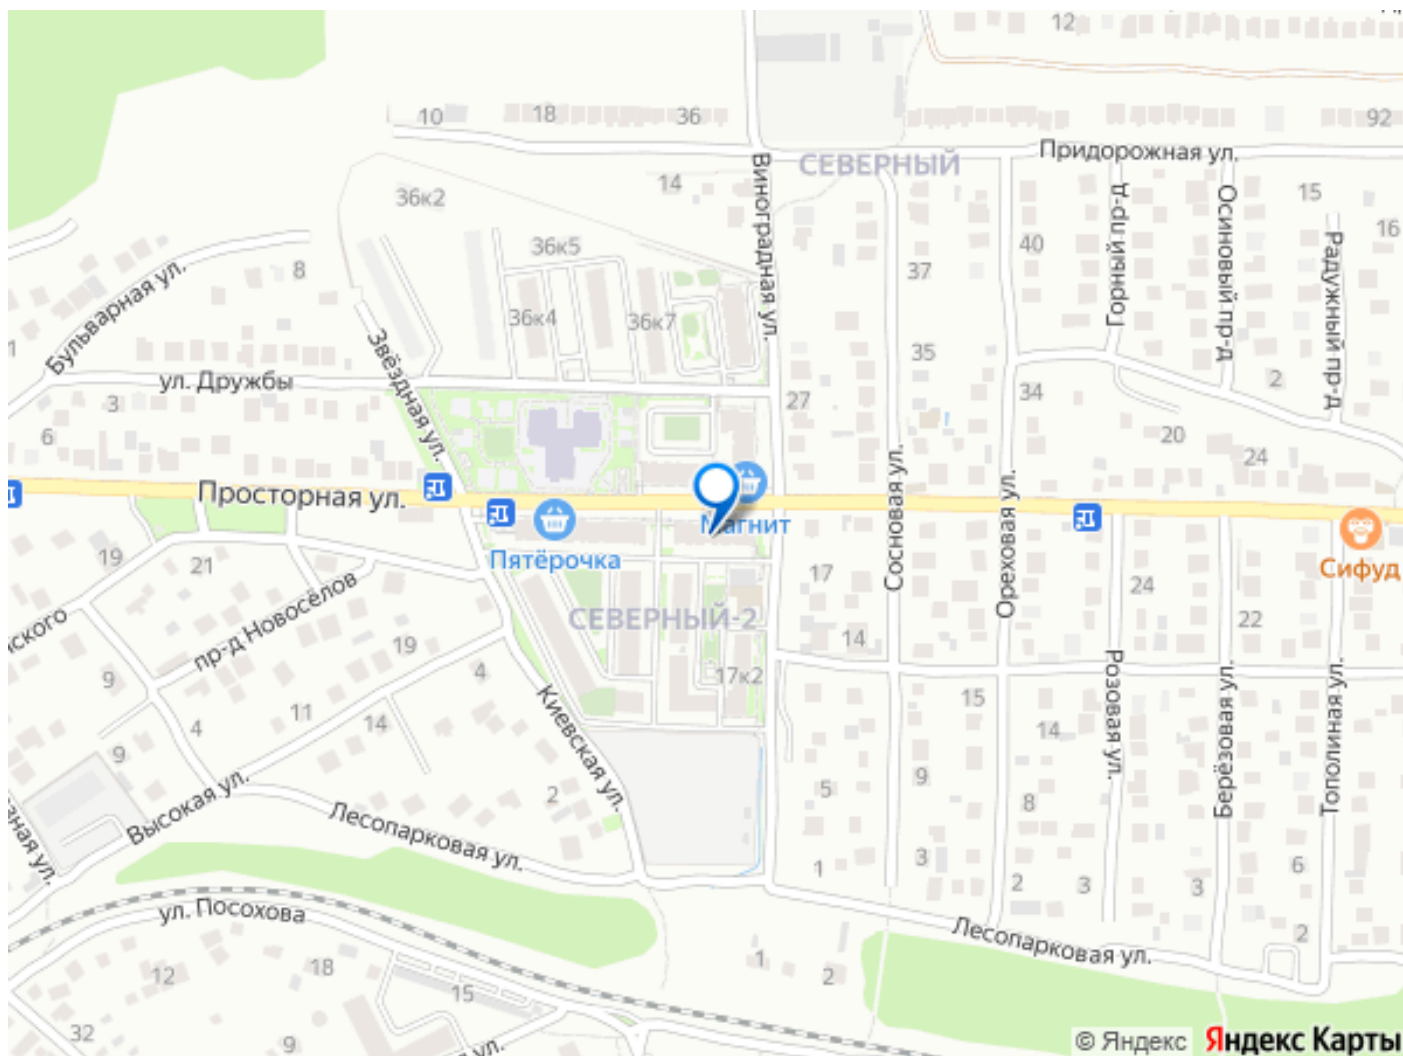 12
10
18
36
92
Придорожная ул.
СЕВЕРНЫЙ
Виноградная ул.
14
36к2
36к5
36к4
36к7
8
Бульварная ул.
Звёздная ул.
ул. Дружбы
3
6
27
37
35
40
34
Горный пр-д
Осиновый пр-д
Радужный пр-д
15
16
2
20
24
Просторная ул.
Магнит
Пятёрочка
Сифуд
Сосновая ул.
Ореховая ул.
19
21
пр-д Новосёлов
СЕВЕРНЫЙ-2
17
14
17к2
24
22
19
4
9
11
14
4
9
Киевская ул.
2
15
14
Розовая ул.
Берёзовая ул.
Тополиная ул.
Высокая ул.
Лесопарковая ул.
5
9
8
1
3
2
3
3
6
2
ул. Посохова
Лесопарковая ул.
12
18
15
1
2
32
9
ул.
© Яндекс Яндекс Карты